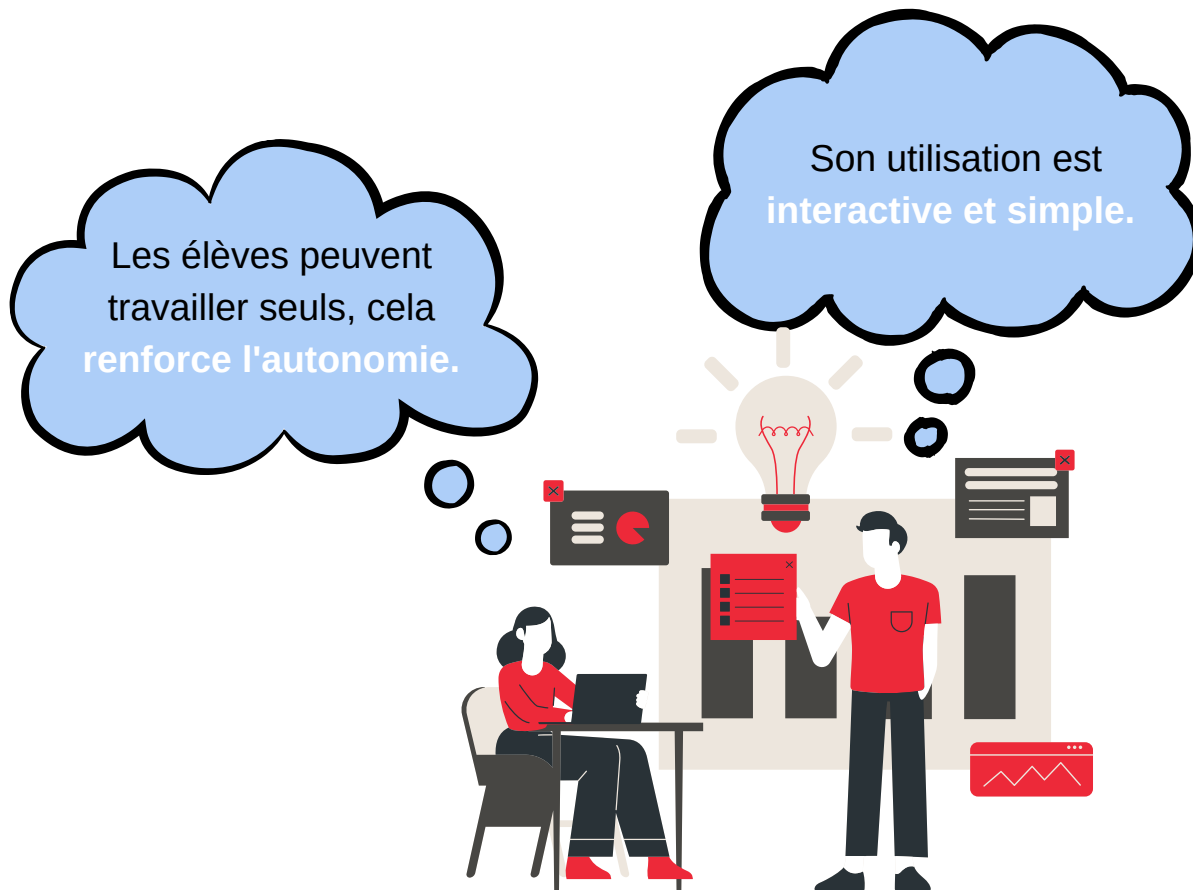 Les élèves peuvent
travailler seuls, cela
renforce l'autonomie.
Son utilisation est
interactive et simple.